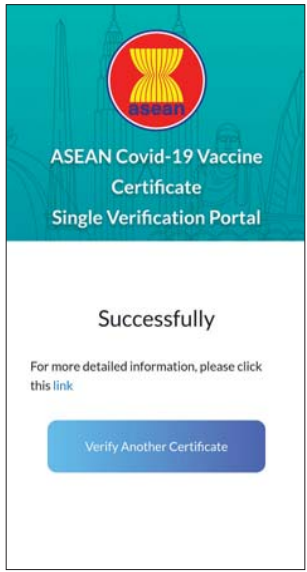 asean
ASEAN Covid-19 Vaccine
Certificate
Single Verification Portal
Successfully
For more detailed information, please click
this link
Verify Another Certificate